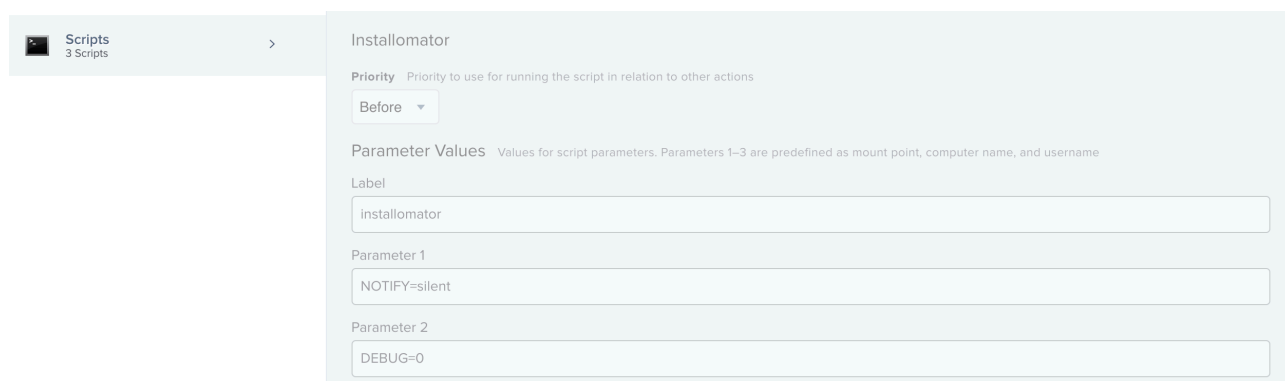 Scripts
3 Scripts
Installomator
Priority Priority to use for running the script in relation to other actions
Before
Parameter Values Values for script parameters. Parameters 1–3 are predefined as mount point, computer name, and username
Label
installomator
Parameter 1
NOTIFY=silent
Parameter 2
DEBUG=0